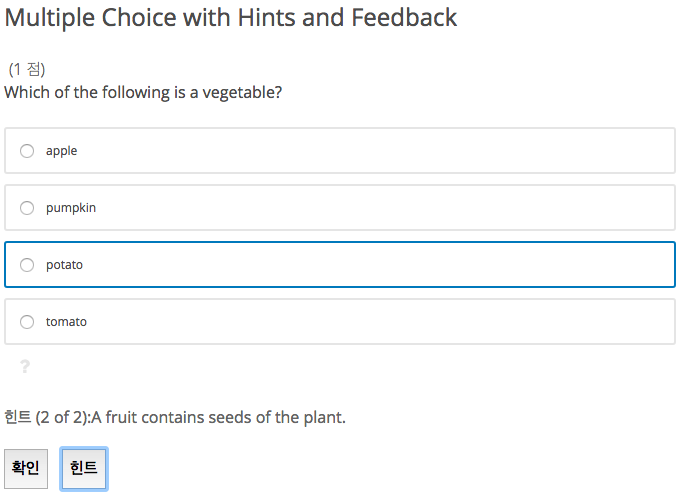 Multiple Choice with Hints and Feedback
(1 점)
Which of the following is a vegetable?
apple
pumpkin
potato
tomato
?
힌트 (2 of 2):A fruit contains seeds of the plant.
확인 힌트